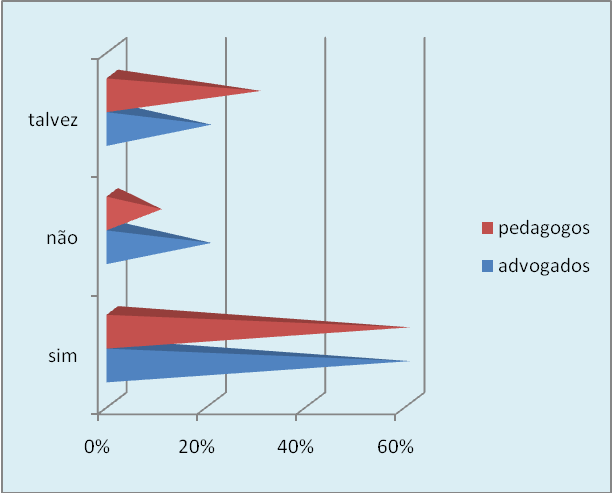 talvez
não
sim
pedagogos
advogados
0%
20%
40%
60%